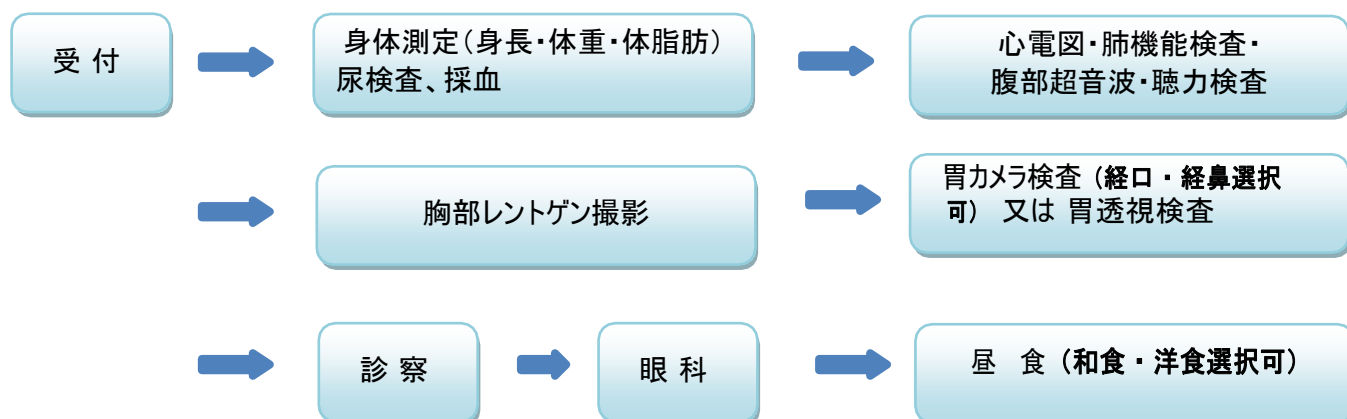 受 付
身体測定(身長・体重・体脂肪)
尿検査、採血
心電図・肺機能検査・
腹部超音波・聴力検査
胸部レントゲン撮影
胃カメラ検査 (経口・経鼻選択
可) 又は 胃透視検査
診 察
眼 科
昼 食 (和食・洋食選択可)